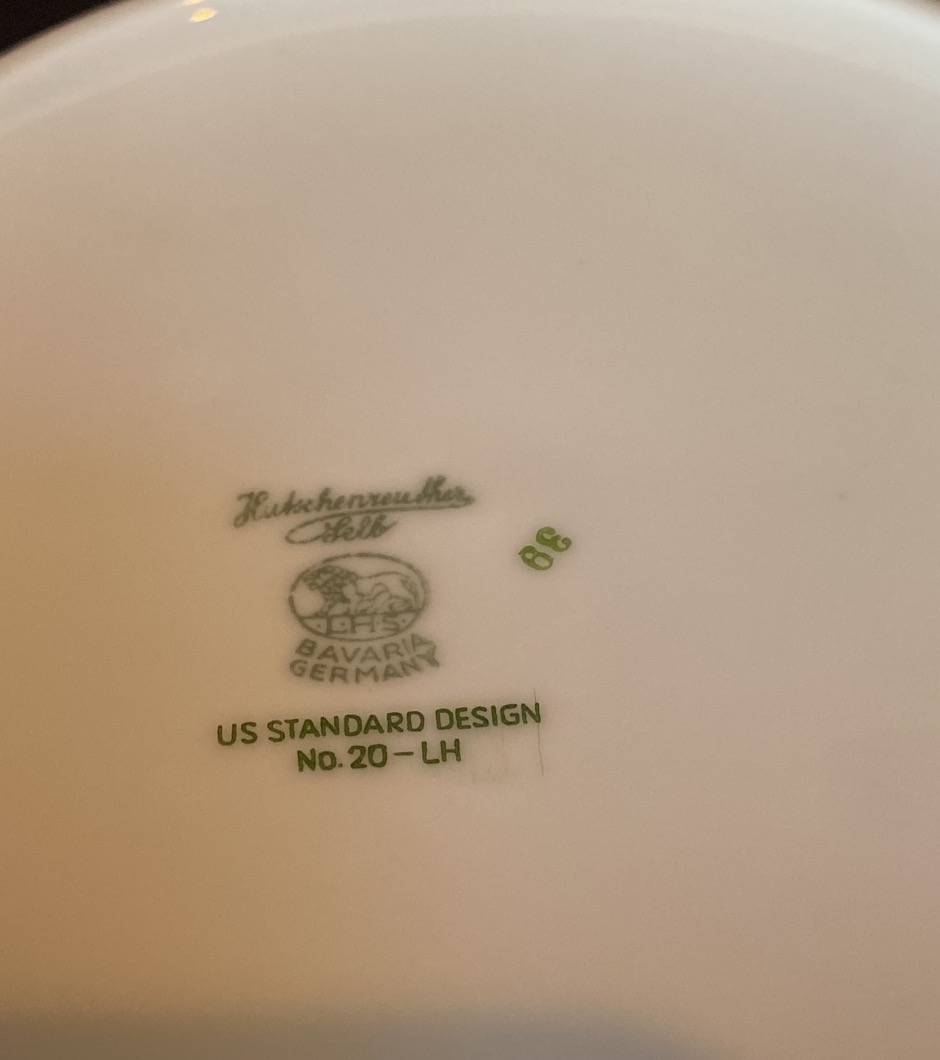 Hutschenreuther
Selb
LHS
BAVARIA
GERMANY
38
US STANDARD DESIGN
No. 20 – LH